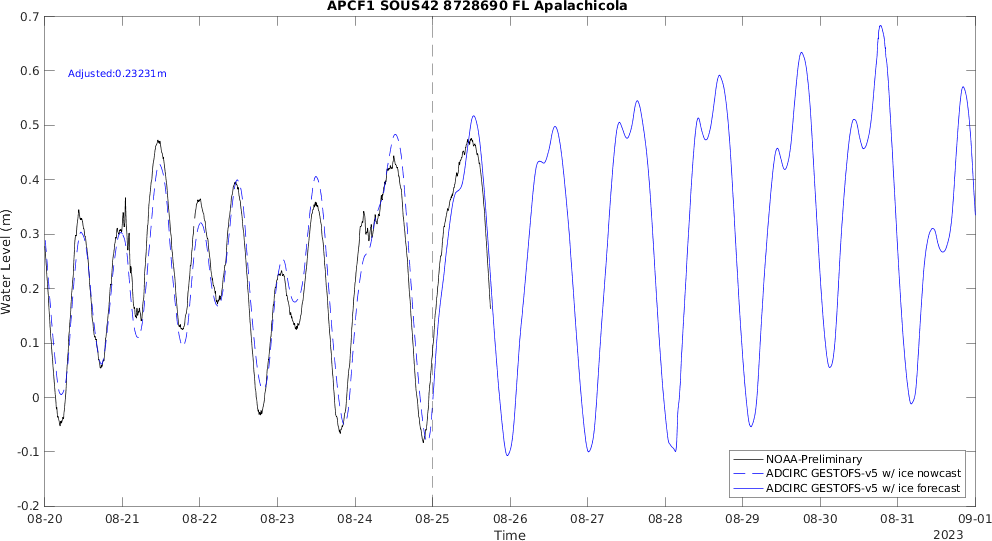 APCF1 SOUS42 8728690 FL Apalachicola
0.7
0.6
0.5
0.4
0.3
0.2
0.1
0
-0.1
-0.2
Water Level (m)
Adjusted:0.23231m
NOAA-Preliminary
ADCIRC GESTOFS-v5 w/ ice nowcast
ADCIRC GESTOFS-v5 w/ ice forecast
08-20 08-21 08-22 08-23 08-24 08-25 08-26 08-27 08-28 08-29 08-30 08-31 09-01
Time
2023